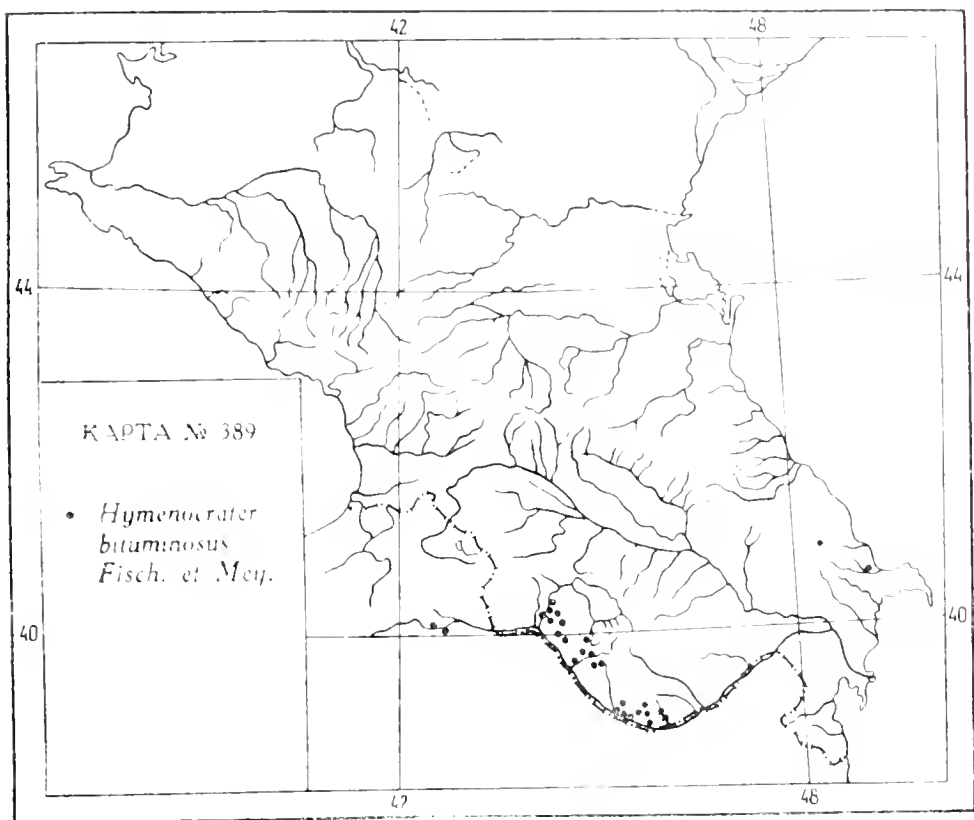 42 48
44 44
КАРТА № 389
Hymenocrater
bituminosus
Fisch. et Mey.
40 40
42 48